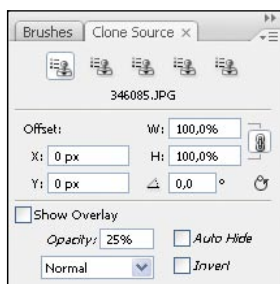 Brushes Clone Source ×
346085.JPG
Offset: W: 100,0%
X: 0 px H: 100,0%
Y: 0 px 0,0 °
Show Overlay
Opacity: 25% Auto Hide
Normal Invert